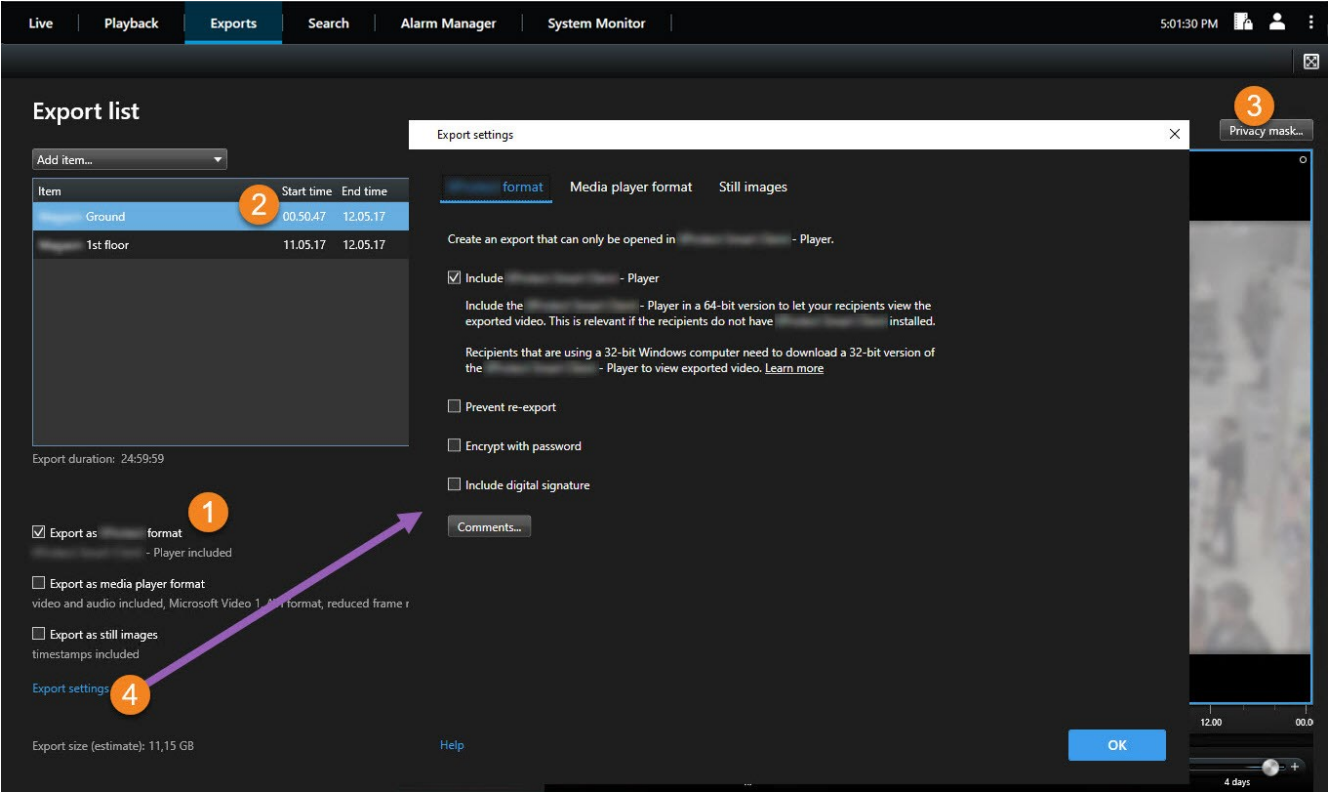 Live Playback Exports Search Alarm Manager System Monitor 5:01:30 PM
Export list
3
Privacy mask...
Export settings
Add item...
Item Start time End time
2
Ground 00.50.47 12.05.17
1st floor 11.05.17 12.05.17
Export duration: 24:59:59
1
Export as format
- Player included
Export as media player format
video and audio included, Microsoft Video 1, format, reduced frame
Export as still images
timestamps included
Export settings
4
Export size (estimate): 11,15 GB
format Media player format Still images
Create an export that can only be opened in - Player.
Include - Player
Include the - Player in a 64-bit version to let your recipients view the
exported video. This is relevant if the recipients do not have installed.
Recipients that are using a 32-bit Windows computer need to download a 32-bit version of
the - Player to view exported video. Learn more
Prevent re-export
Encrypt with password
Include digital signature
Comments...
Help
OK
12.00 00.0
4 days